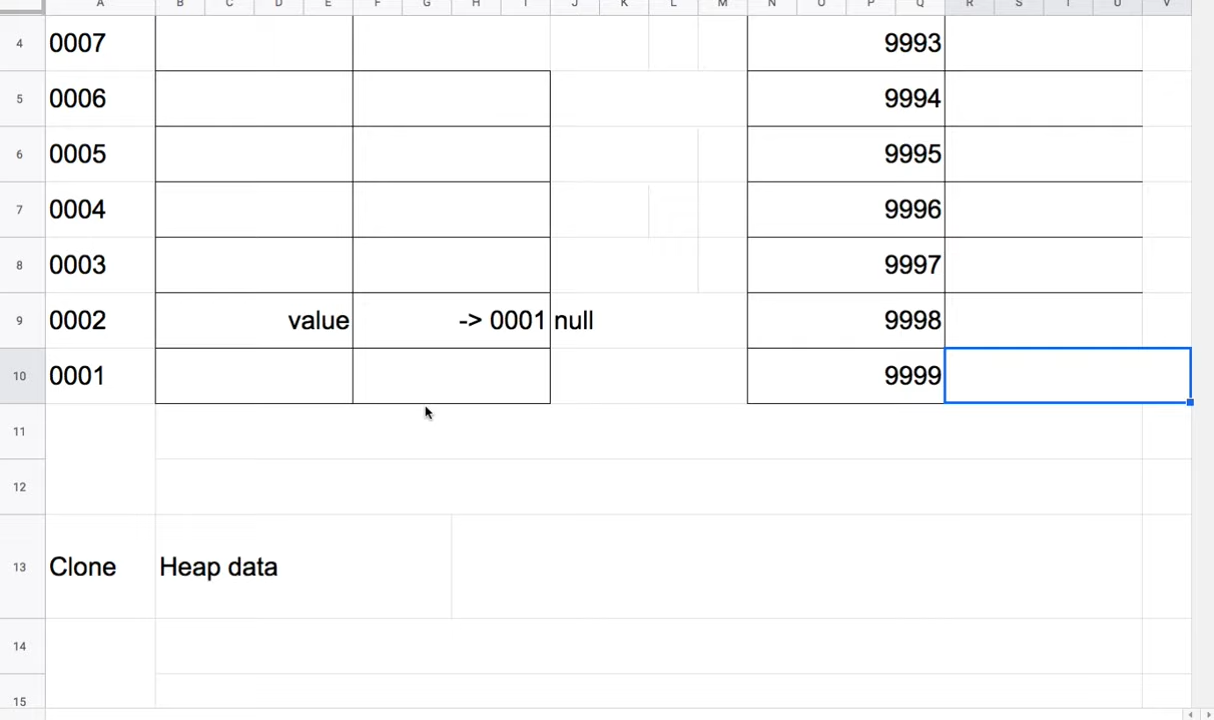 A B C D E F G H I J K L M N O P Q R S T U V
4 0007 9993
5 0006 9994
6 0005 9995
7 0004 9996
8 0003 9997
9 0002 value -> 0001 null 9998
10 0001 9999
11
12
13 Clone Heap data
14
15